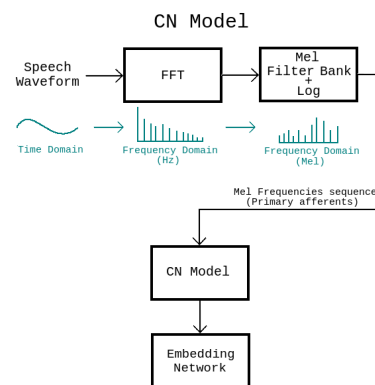 CN Model
Speech
Waveform
FFT
Mel
Filter Bank
+
Log
Time Domain
Frequency Domain
(Hz)
Frequency Domain
(Mel)
Mel Frequencies sequence
(Primary afferents)
CN Model
Embedding
Network